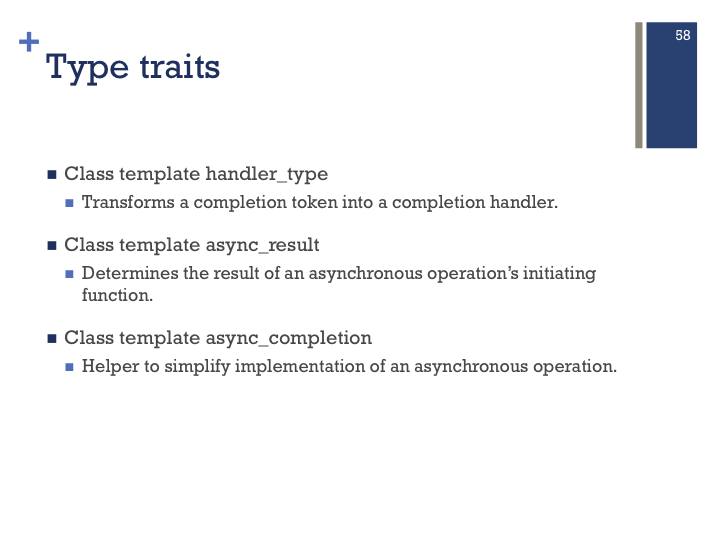 58
+
Type traits
Class template handler_type
Transforms a completion token into a completion handler.
Class template async_result
Determines the result of an asynchronous operation’s initiating
function.
Class template async_completion
Helper to simplify implementation of an asynchronous operation.